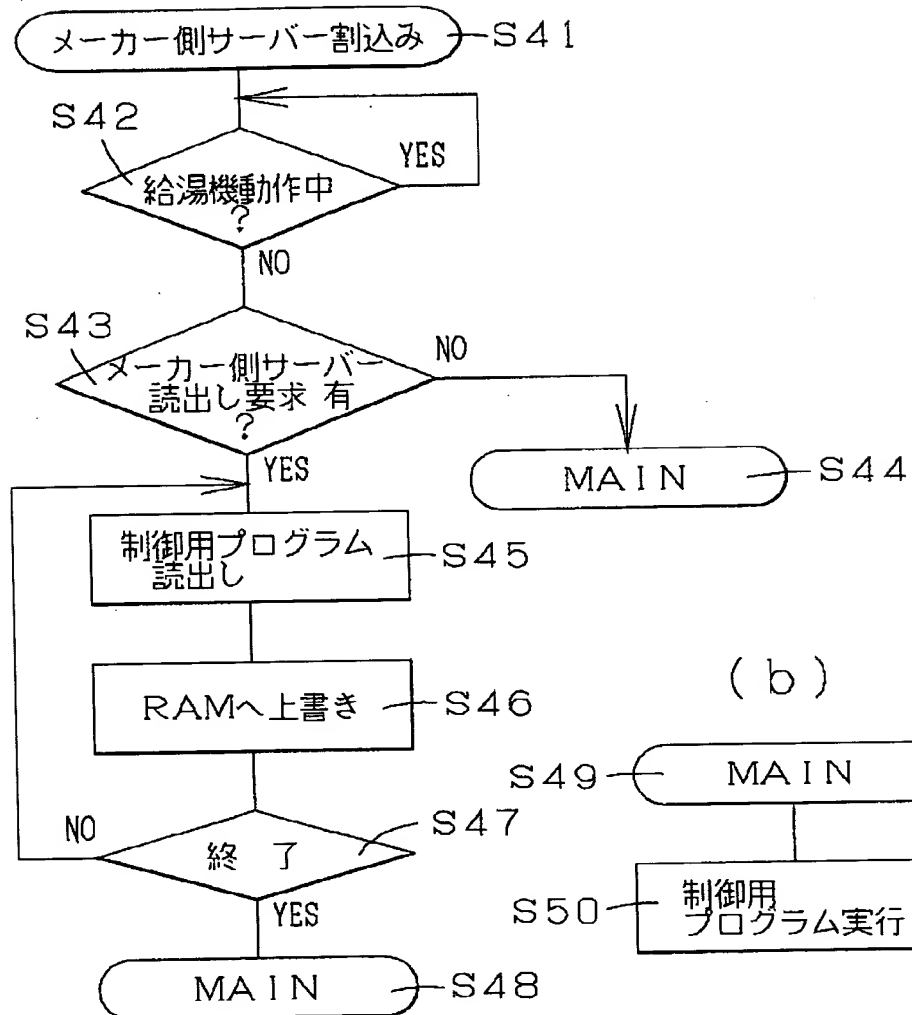 メーカー側サーバー割込み
S41
S42
YES
給湯機動作中
?
NO
S43
NO
メーカー側サーバー
読出し要求 有
?
YES
MAIN
S44
制御用プログラム
読出し
S45
(b)
RAMへ上書き
S46
S49
MAIN
NO
S47
終 了
S50
制御用
プログラム実行
YES
MAIN
S48